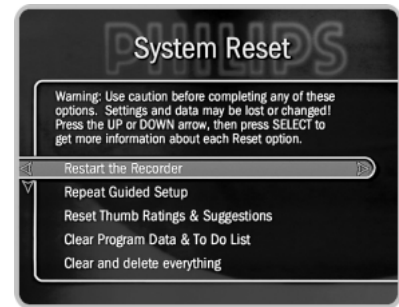 PHILIPS
System Reset
Warning: Use caution before completing any of these
options. Settings and data may be lost or changed!
Press the UP or DOWN arrow, then press SELECT to
get more information about each Reset option.
Restart the Recorder
Repeat Guided Setup
Reset Thumb Ratings & Suggestions
Clear Program Data & To Do List
Clear and delete everything